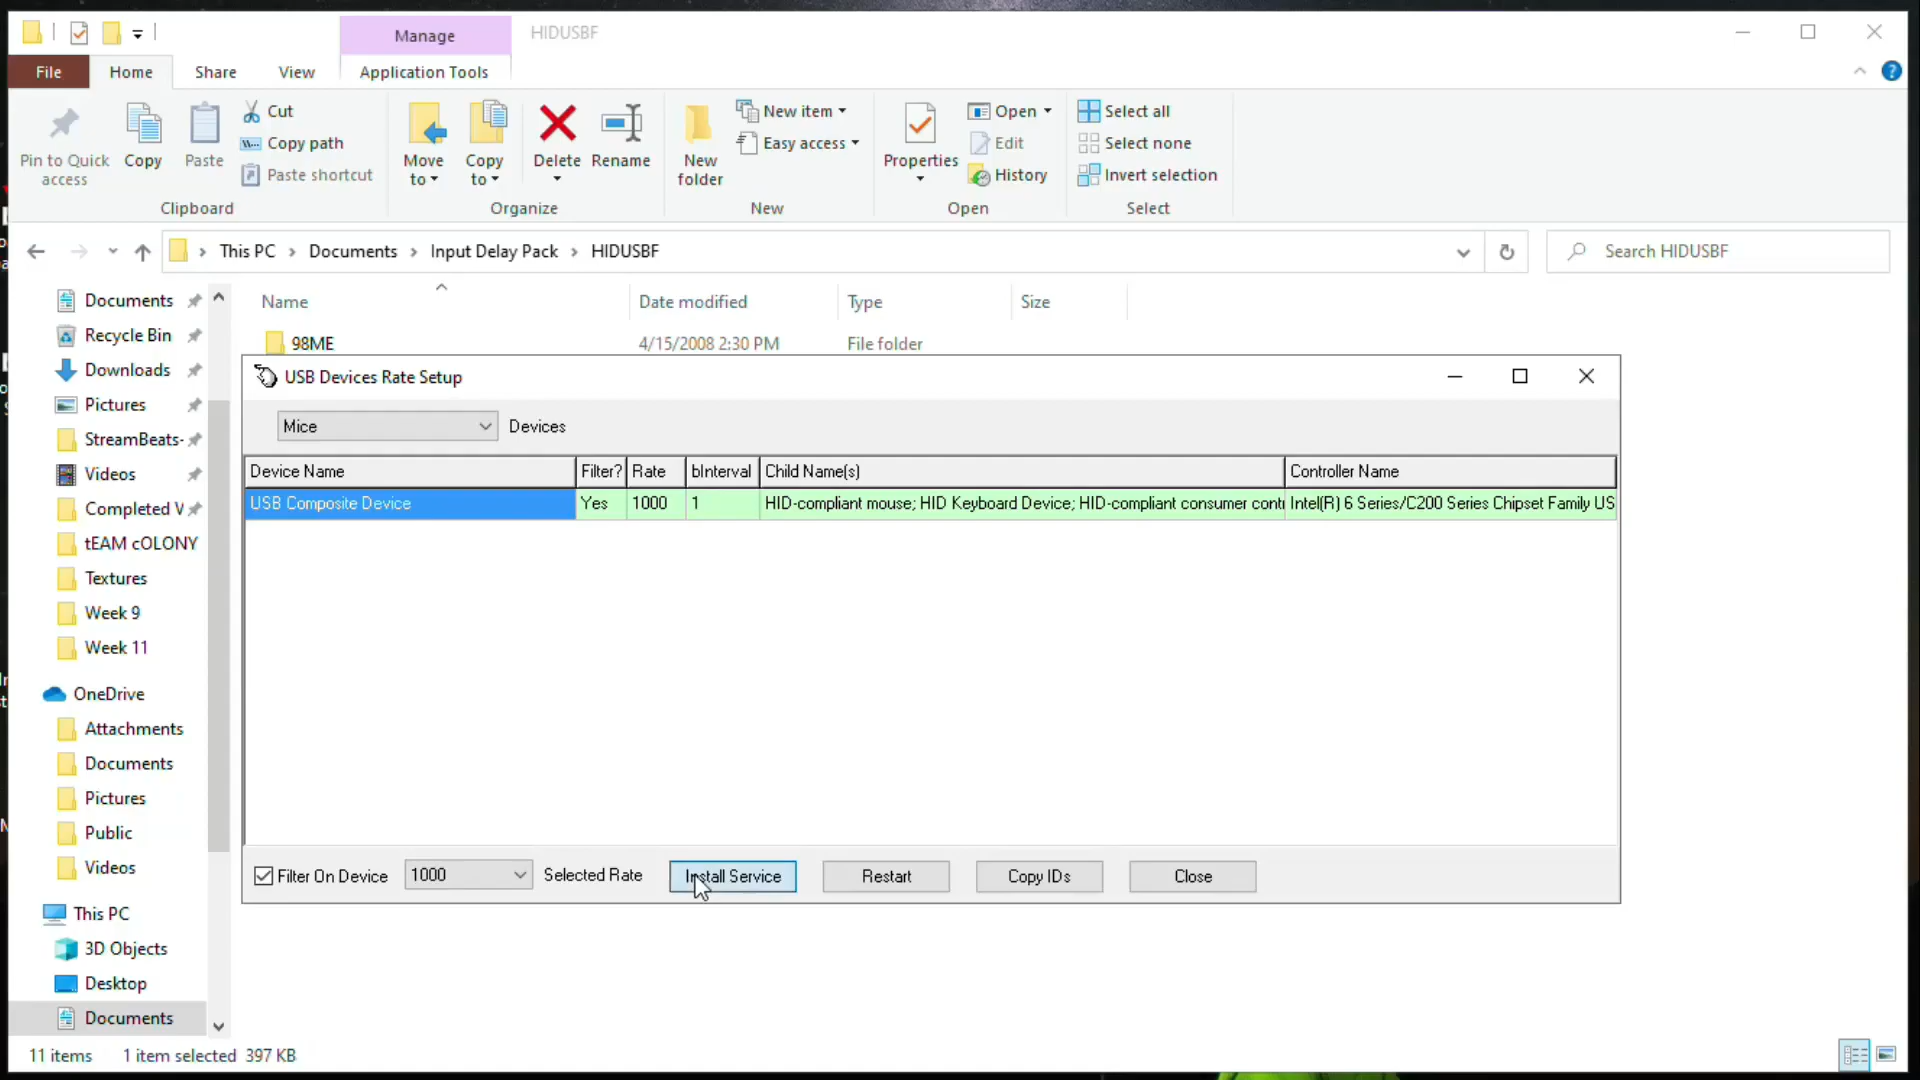 Manage
HIDUSBF
File
Home
Share
View
Application Tools
Pin to Quick
access
Copy
Paste
Cut
Copy path
Paste shortcut
Clipboard
Move
to
Copy
to
Delete
Rename
Organize
New
folder
New item
Easy access
New
Properties
Open
Edit
History
Open
Select all
Select none
Invert selection
Select
This PC > Documents > Input Delay Pack > HIDUSBF
Search HIDUSBF
Documents
Recycle Bin
Downloads
Pictures
StreamBeats-
Videos
Completed V
tEAM cOLONY
Textures
Week 9
Week 11
OneDrive
Attachments
Documents
Pictures
Public
Videos
This PC
3D Objects
Desktop
Documents
Name Date modified Type Size
98ME 4/15/2008 2:30 PM File folder
USB Devices Rate Setup
Mice Devices
Device Name Filter? Rate bInterval Child Name(s) Controller Name
USB Composite Device Yes 1000 1 HID-compliant mouse; HID Keyboard Device; HID-compliant consumer contr Intel(R) 6 Series/C200 Series Chipset Family US
Filter On Device 1000 Selected Rate Install Service Restart Copy IDs Close
11 items 1 item selected 397 KB